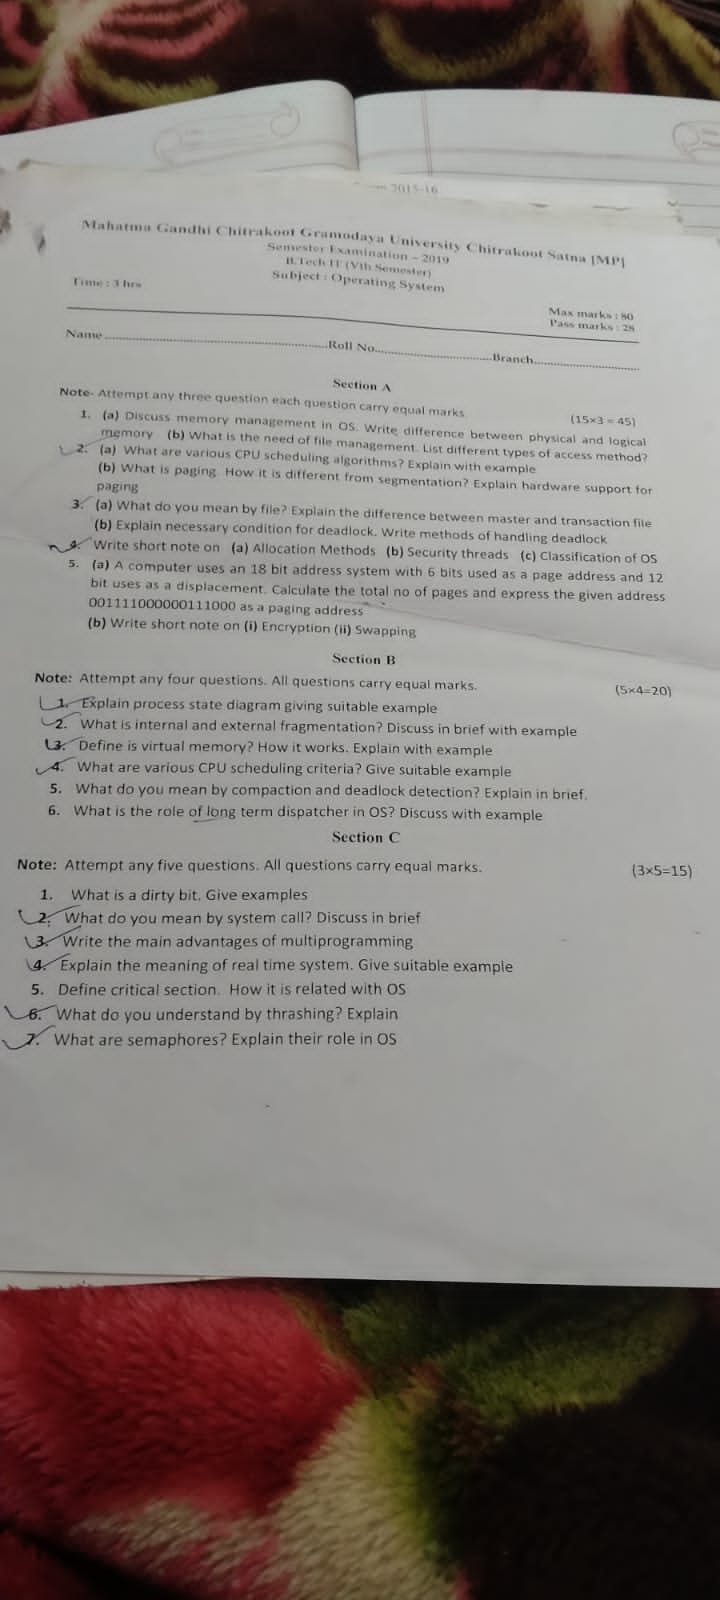 2015-16
Mahatma Gandhi Chitrakoot Gramodaya University Chitrakoot Satna [MP]
Semester Examination – 2019
B.Tech IT (Vth Semester)
Subject : Operating System
Time : 3 hrs
Max marks : 80
Pass marks : 28
Name..........Roll No..........Branch..........
Section A
Note- Attempt any three question each question carry equal marks. (15×3 = 45)
1. (a) Discuss memory management in OS. Write difference between physical and logical
memory (b) What is the need of file management. List different types of access method?
2. (a) What are various CPU scheduling algorithms? Explain with example
(b) What is paging. How it is different from segmentation? Explain hardware support for
paging
3. (a) What do you mean by file? Explain the difference between master and transaction file
(b) Explain necessary condition for deadlock. Write methods of handling deadlock
4. Write short note on (a) Allocation Methods (b) Security threads (c) Classification of OS
5. (a) A computer uses an 18 bit address system with 6 bits used as a page address and 12
bit uses as a displacement. Calculate the total no of pages and express the given address
001111000000111000 as a paging address
(b) Write short note on (i) Encryption (ii) Swapping
Section B
Note: Attempt any four questions. All questions carry equal marks. (5×4=20)
1. Explain process state diagram giving suitable example
2. What is internal and external fragmentation? Discuss in brief with example
3. Define is virtual memory? How it works. Explain with example
4. What are various CPU scheduling criteria? Give suitable example
5. What do you mean by compaction and deadlock detection? Explain in brief.
6. What is the role of long term dispatcher in OS? Discuss with example
Section C
Note: Attempt any five questions. All questions carry equal marks. (3×5=15)
1. What is a dirty bit. Give examples
2. What do you mean by system call? Discuss in brief
3. Write the main advantages of multiprogramming
4. Explain the meaning of real time system. Give suitable example
5. Define critical section. How it is related with OS
6. What do you understand by thrashing? Explain
7. What are semaphores? Explain their role in OS